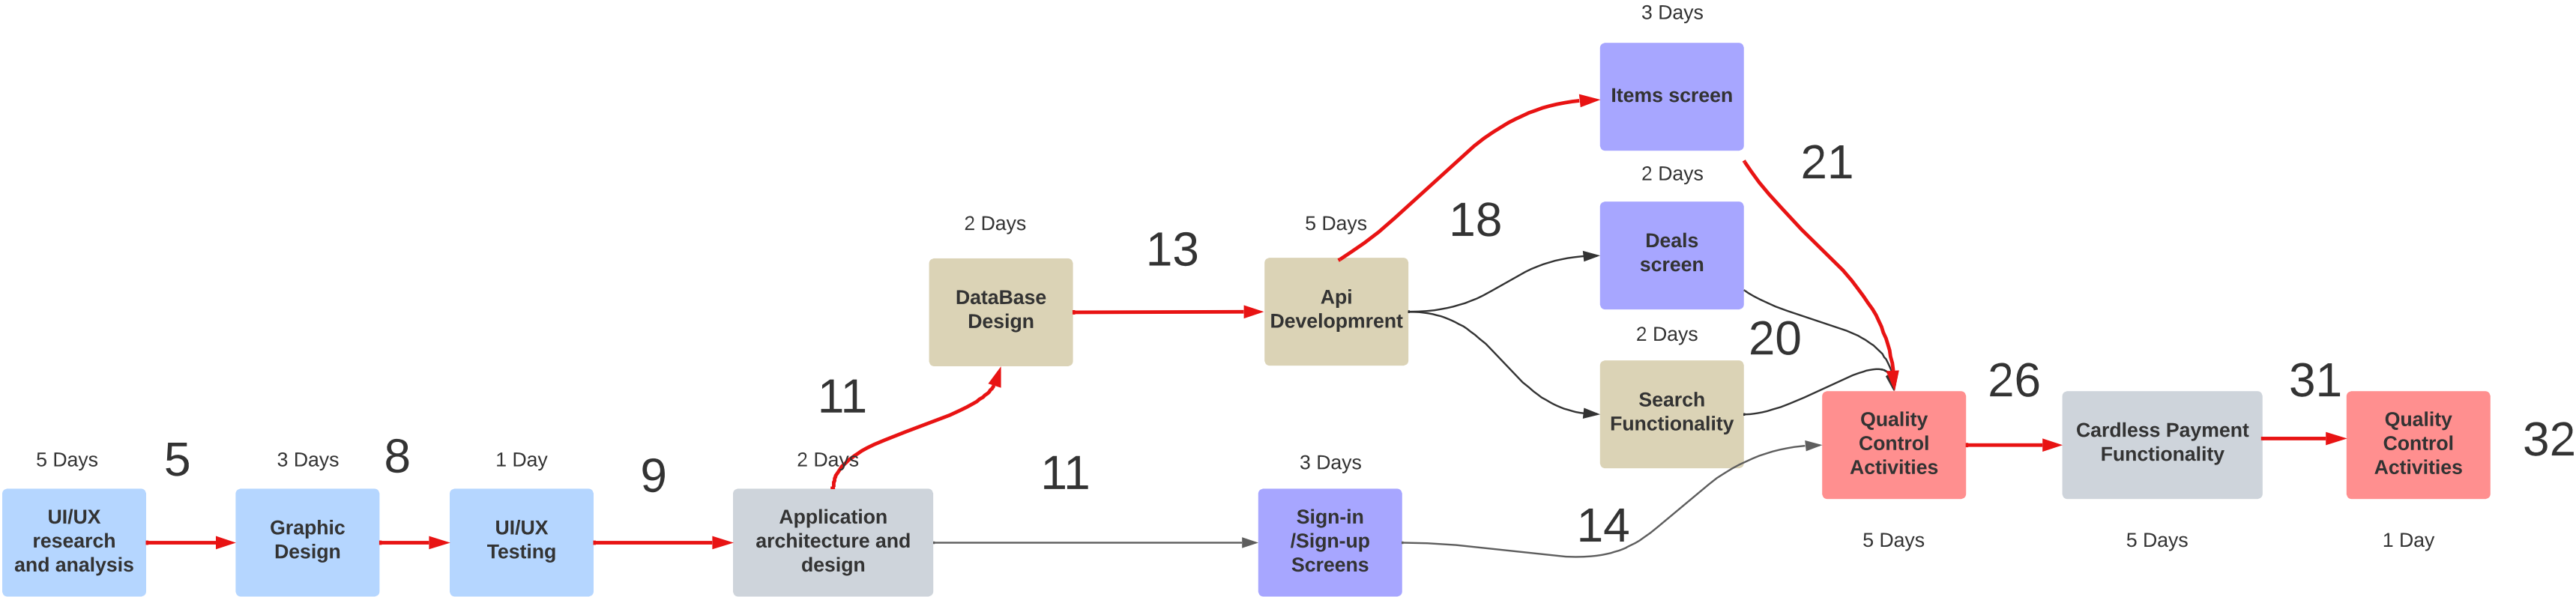 3 Days
Items screen
21
2 Days
2 Days
5 Days
18
13
Deals
screen
DataBase
Design
Api
Developmrent
2 Days
20
11
Search
Functionality
26
31
5 Days
5
3 Days
8
1 Day
9
2 Days
11
3 Days
Quality
Control
Activities
Cardless Payment
Functionality
Quality
Control
Activities
32
UI/UX
research
and analysis
Graphic
Design
UI/UX
Testing
Application
architecture and
design
Sign-in
/Sign-up
Screens
14
5 Days
5 Days
1 Day